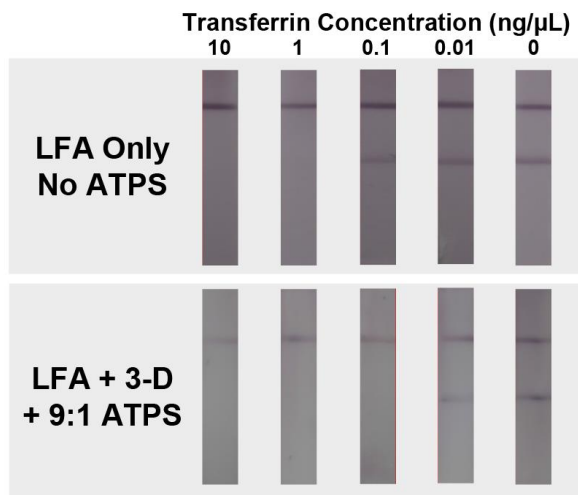 Transferrin Concentration (ng/µL)
10 1 0.1 0.01 0
LFA Only
No ATPS
LFA + 3-D
+ 9:1 ATPS